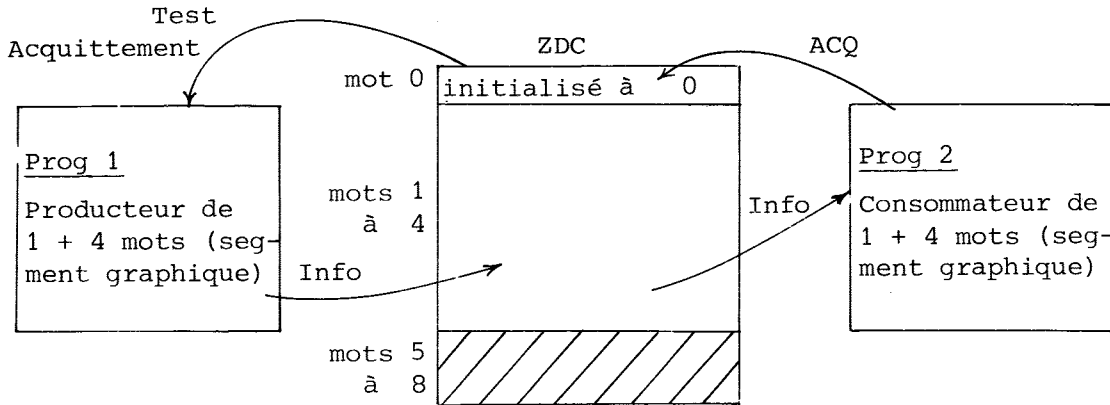 Test
Acquittement
ZDC
ACQ
mot 0
initialisé à 0
Prog 1
Producteur de
1 + 4 mots (seg-
ment graphique)
Info
mots 1
à 4
Info
Prog 2
Consommateur de
1 + 4 mots (seg-
ment graphique)
mots 5
à 8